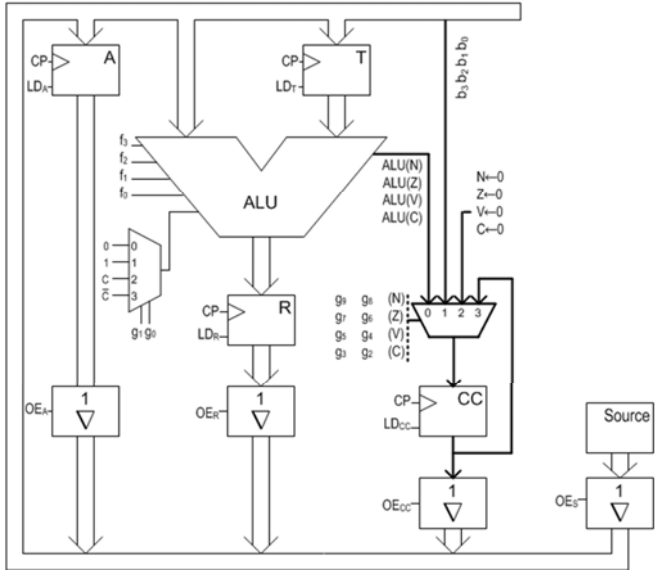 CP
A
LDA
CP
T
LDT
b3 b2 b1 b0
f3
f2
f1
f0
ALU
ALU(N)
ALU(Z)
ALU(V)
ALU(C)
N←0
Z←0
V←0
C←0
0 0
1 1
C 2
C̅ 3
g1 g0
CP
R
LDR
g9 g8 (N)
g7 g6 (Z)
g5 g4 (V)
g3 g2 (C)
0 1 2 3
CP
CC
LDCC
Source
OEA
1
OER
1
OECC
1
OES
1